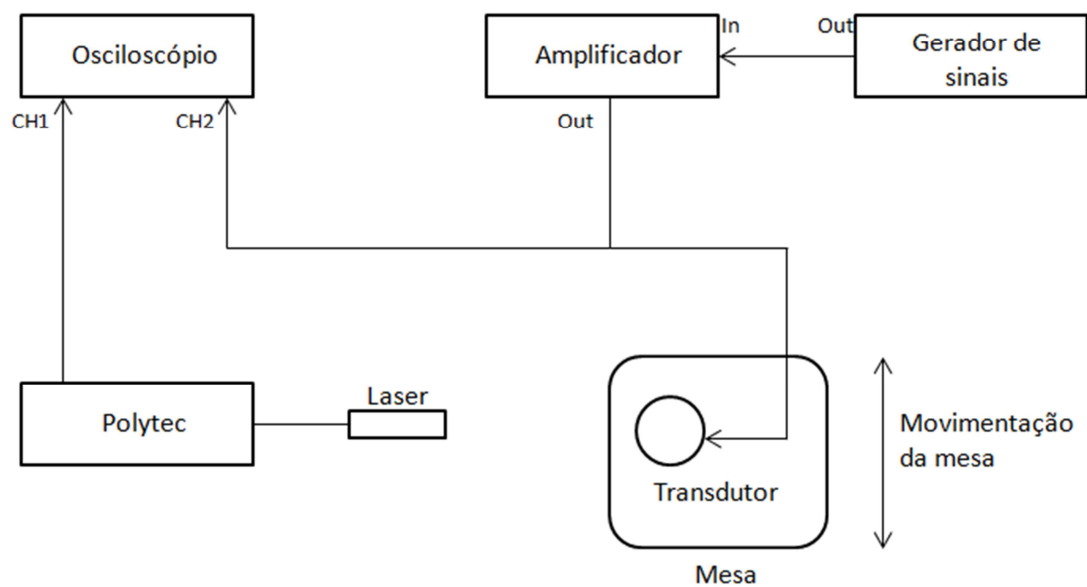 Osciloscópio
Amplificador
In
Out
Gerador de
sinais
CH1
CH2
Out
Laser
Polytec
Transdutor
Movimentação
da mesa
Mesa